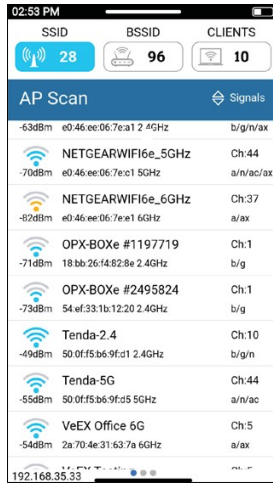 02:53 PM
SSID BSSID CLIENTS
28 96 10
AP Scan Signals
-63dBm e0:46:ee:06:7e:a1 2.4GHz b/g/n/ax
NETGEARWIFI6e_5GHz Ch:44
-70dBm e0:46:ee:06:7e:c1 5GHz a/n/ac/ax
NETGEARWIFI6e_6GHz Ch:37
-82dBm e0:46:ee:06:7e:e1 6GHz a/ax
OPX-BOXe #1197719 Ch:1
-71dBm 18:bb:26:f4:82:8e 2.4GHz b/g
OPX-BOXe #2495824 Ch:1
-73dBm 54:ef:33:1b:12:20 2.4GHz b/g
Tenda-2.4 Ch:10
-49dBm 50:0f:f5:b6:9f:d1 2.4GHz b/g/n
Tenda-5G Ch:44
-55dBm 50:0f:f5:b6:9f:d5 5GHz a/n/ac
VeEX Office 6G Ch:5
-54dBm 2a:70:4e:31:63:7a 6GHz a/ax
192.168.35.33